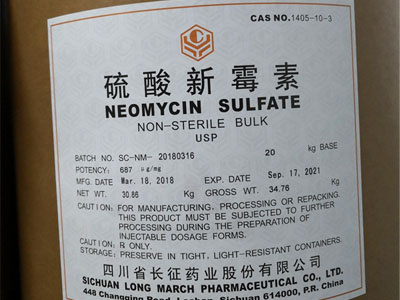 CAS NO.1405-10-3
硫酸新霉素
NEOMYCIN SULFATE
NON-STERILE BULK
USP
BATCH NO. SC-NM- 20180316 20 kg BASE
POTENCY: 687 μg/mg
MFG. DATE Mar. 18, 2018 EXP. DATE Sep. 17, 2021
NET WT. 30.86 KG GROSS WT. 34.76 KG
CAUTION: FOR MANUFACTURING, PROCESSING OR REPACKING.
THIS PRODUCT MUST BE SUBJECTED TO FURTHER
PROCESSING DURING THE PREPARATION OF
INJECTABLE DOSAGE FORMS.
CAUTION: ℞ ONLY.
STORAGE: PRESERVE IN TIGHT, LIGHT-RESISTANT CONTAINERS.
四川省长征药业股份有限公司
SICHUAN LONG MARCH PHARMACEUTICAL CO., LTD.
448 Changqing Road, Leshan, Sichuan 614000, P.R. China